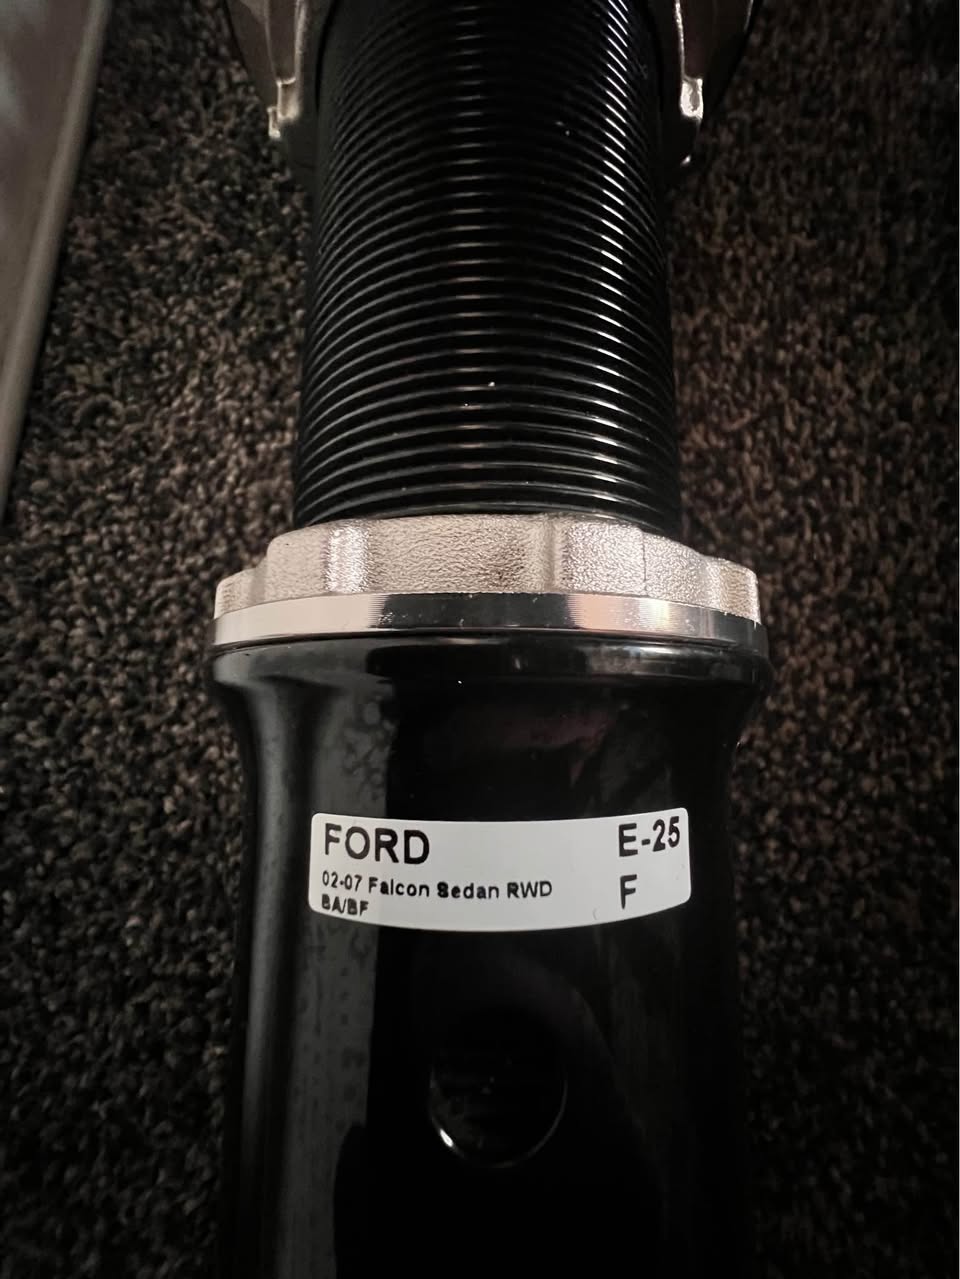 FORD E-25
02-07 Falcon Sedan RWD F
BA/BF